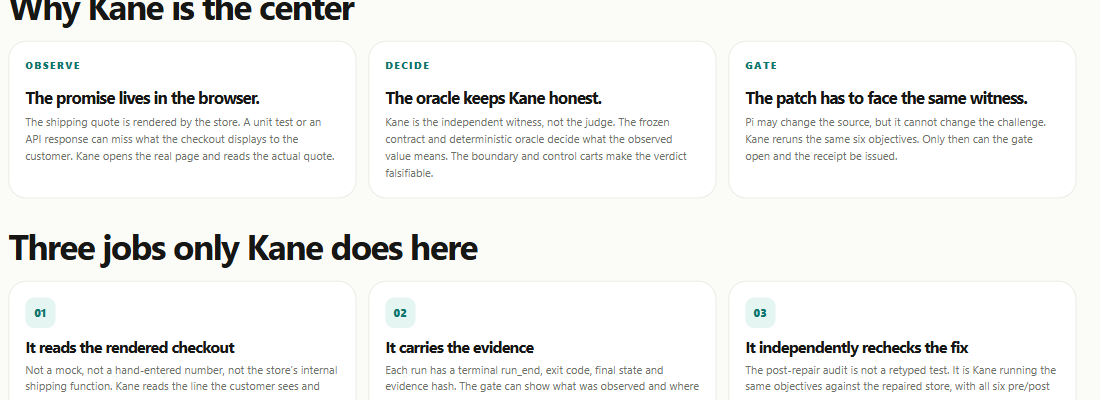 Why Kane is the center
OBSERVE
The promise lives in the browser.
The shipping quote is rendered by the store. A unit test or an
API response can miss what the checkout displays to the
customer. Kane opens the real page and reads the actual quote.
DECIDE
The oracle keeps Kane honest.
Kane is the independent witness, not the judge. The frozen
contract and deterministic oracle decide what the observed
value means. The boundary and control carts make the verdict
falsifiable.
GATE
The patch has to face the same witness.
Pi may change the source, but it cannot change the challenge.
Kane reruns the same six objectives. Only then can the gate
open and the receipt be issued.
Three jobs only Kane does here
01
It reads the rendered checkout
Not a mock, not a hand-entered number, not the store's internal
shipping function. Kane reads the line the customer sees and
02
It carries the evidence
Each run has a terminal run_end, exit code, final state and
evidence hash. The gate can show what was observed and where
03
It independently rechecks the fix
The post-repair audit is not a retyped test. It is Kane running the
same objectives against the repaired store, with all six pre/post